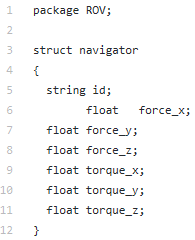 1 package ROV;
2
3 struct navigator
4 {
5   string id;
6         float   force_x;
7   float force_y;
8   float force_z;
9   float torque_x;
10   float torque_y;
11   float torque_z;
12 }